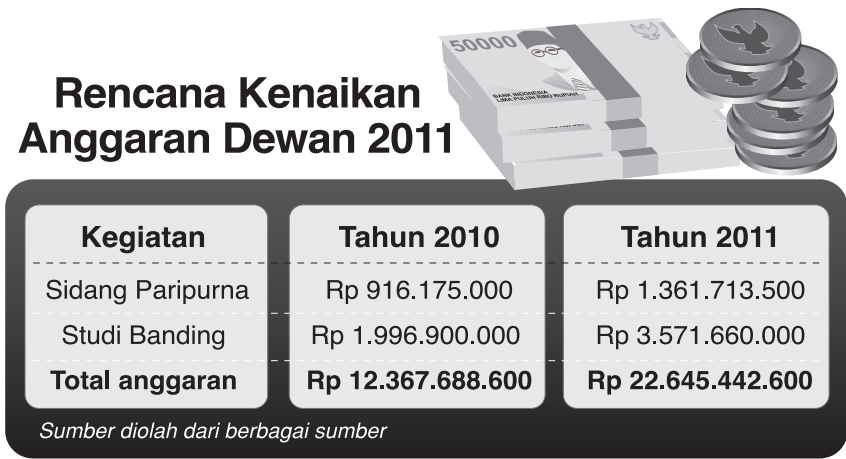 50000
BANK INDONESIA
LIMA PULUH RIBU RUPIAH
Rencana Kenaikan
Anggaran Dewan 2011
Kegiatan Tahun 2010 Tahun 2011
Sidang Paripurna Rp 916.175.000 Rp 1.361.713.500
Studi Banding Rp 1.996.900.000 Rp 3.571.660.000
Total anggaran Rp 12.367.688.600 Rp 22.645.442.600
Sumber diolah dari berbagai sumber